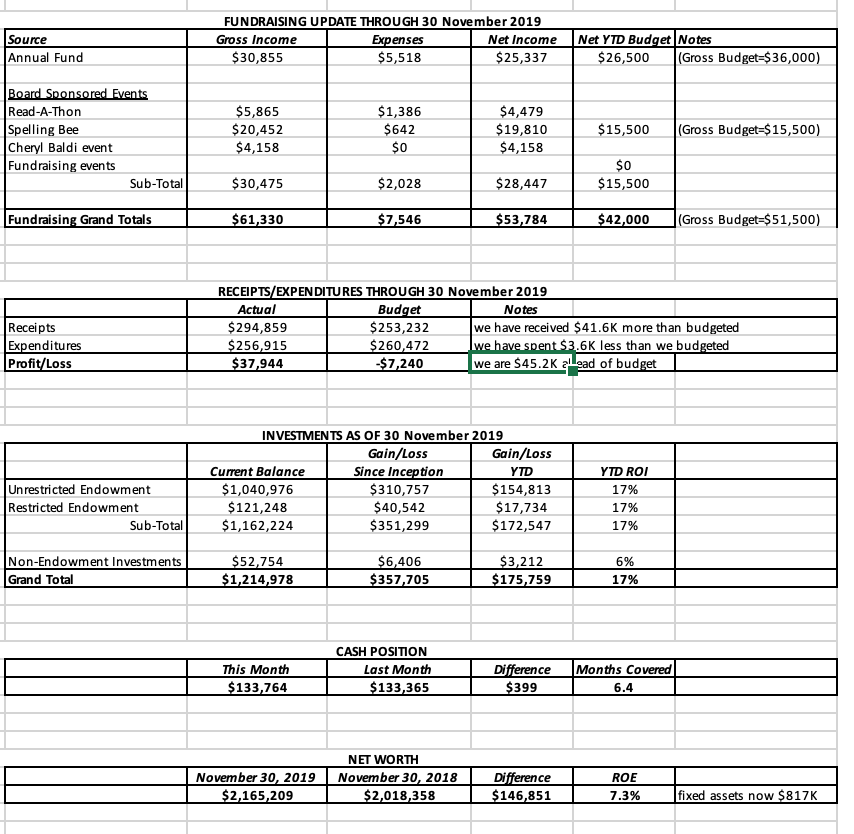 FUNDRAISING UPDATE THROUGH 30 November 2019
Source Gross Income Expenses Net Income Net YTD Budget Notes
Annual Fund $30,855 $5,518 $25,337 $26,500 (Gross Budget=$36,000)
Board Sponsored Events
Read-A-Thon $5,865 $1,386 $4,479
Spelling Bee $20,452 $642 $19,810 $15,500 (Gross Budget=$15,500)
Cheryl Baldi event $4,158 $0 $4,158
Fundraising events $0
Sub-Total $30,475 $2,028 $28,447 $15,500
Fundraising Grand Totals $61,330 $7,546 $53,784 $42,000 (Gross Budget=$51,500)
RECEIPTS/EXPENDITURES THROUGH 30 November 2019
Actual Budget Notes
Receipts $294,859 $253,232 we have received $41.6K more than budgeted
Expenditures $256,915 $260,472 we have spent $3.6K less than we budgeted
Profit/Loss $37,944 -$7,240 we are $45.2K ahead of budget
INVESTMENTS AS OF 30 November 2019
Gain/Loss Gain/Loss
Current Balance Since Inception YTD YTD ROI
Unrestricted Endowment $1,040,976 $310,757 $154,813 17%
Restricted Endowment $121,248 $40,542 $17,734 17%
Sub-Total $1,162,224 $351,299 $172,547 17%
Non-Endowment Investments $52,754 $6,406 $3,212 6%
Grand Total $1,214,978 $357,705 $175,759 17%
CASH POSITION
This Month Last Month Difference Months Covered
$133,764 $133,365 $399 6.4
NET WORTH
November 30, 2019 November 30, 2018 Difference ROE
$2,165,209 $2,018,358 $146,851 7.3% fixed assets now $817K